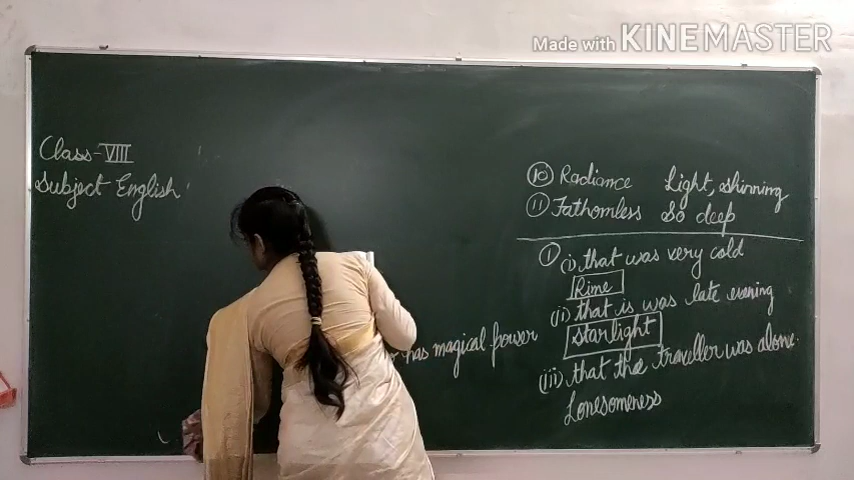 Made with KINEMASTER
Class-VIII
Subject English
has magical power
⑩ Radiance Light, shinning
⑪ Fathomless So deep
① (i) that was very cold
Rime
(ii) that is was late evening
starlight
(iii) that the traveller was alone.
Lonesomeness